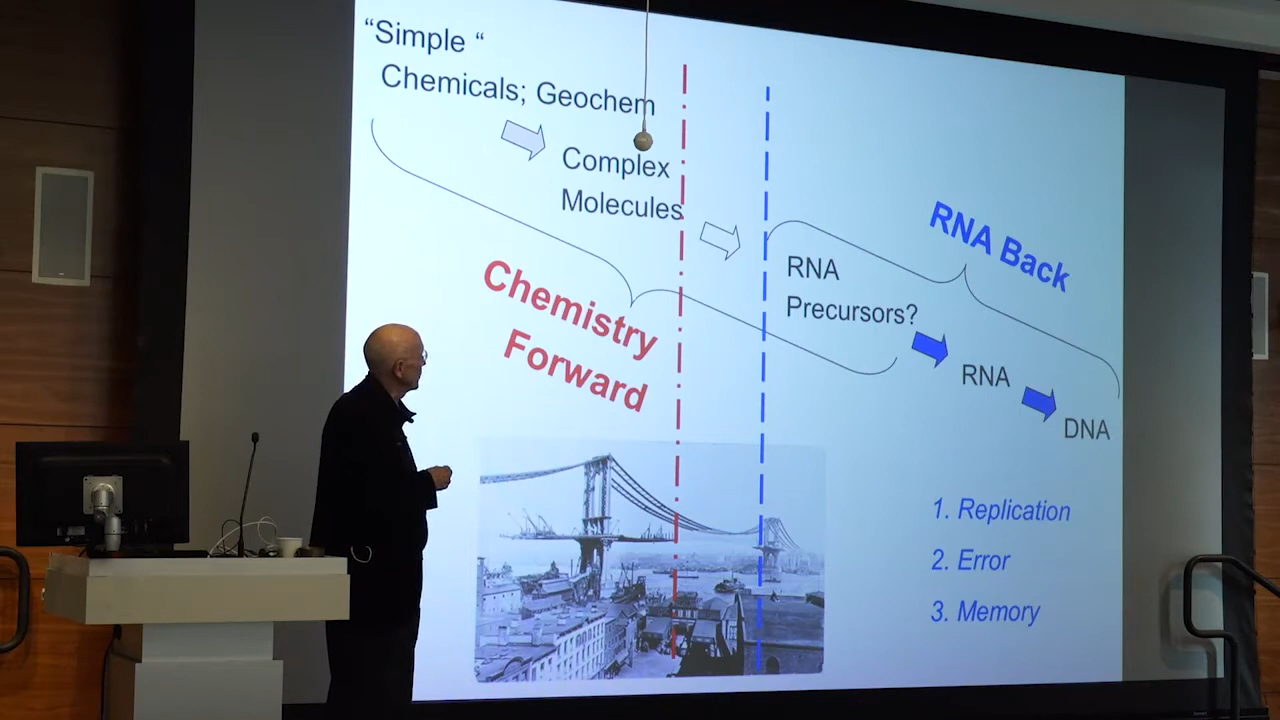 “Simple “
Chemicals; Geochem
Complex
Molecules
Chemistry
Forward
RNA Back
RNA
Precursors?
RNA
DNA
1. Replication
2. Error
3. Memory